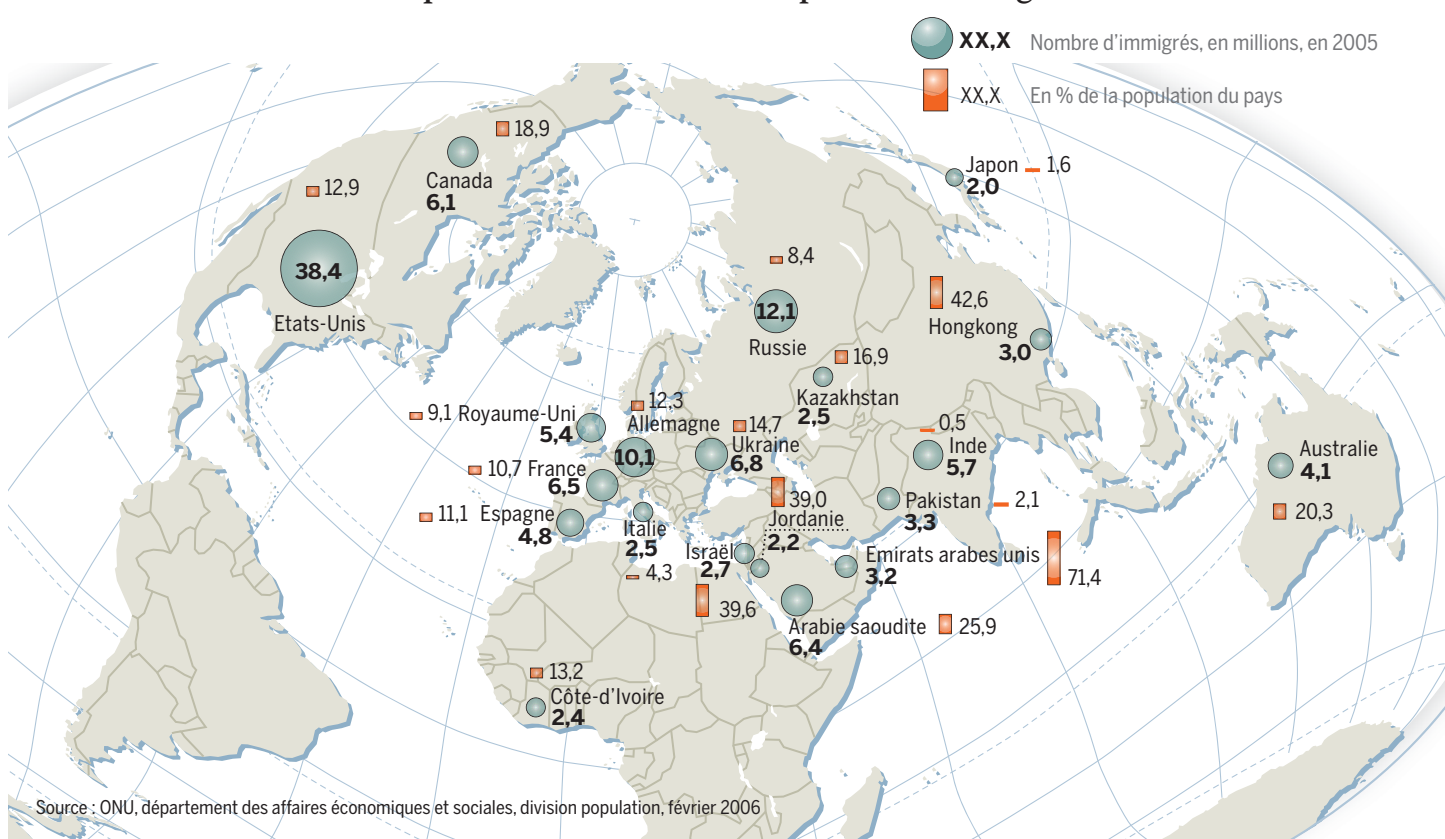 XX,X Nombre d'immigrés, en millions, en 2005
XX,X En % de la population du pays
18,9
Canada
6,1
12,9
38,4
Etats-Unis
Japon 1,6
2,0
8,4
12,1
Russie
42,6
Hongkong
3,0
16,9
Kazakhstan
2,5
9,1 Royaume-Uni
5,4
12,3
Allemagne
10,1
14,7
Ukraine
6,8
0,5
Inde
5,7
Australie
4,1
20,3
10,7 France
6,5
11,1 Espagne
4,8
Italie
2,5
4,3
39,0
Jordanie
2,2
Pakistan 2,1
3,3
Israël
2,7
39,6
Emirats arabes unis
3,2
71,4
Arabie saoudite 25,9
6,4
13,2
Côte-d'Ivoire
2,4
Source : ONU, département des affaires économiques et sociales, division population, février 2006